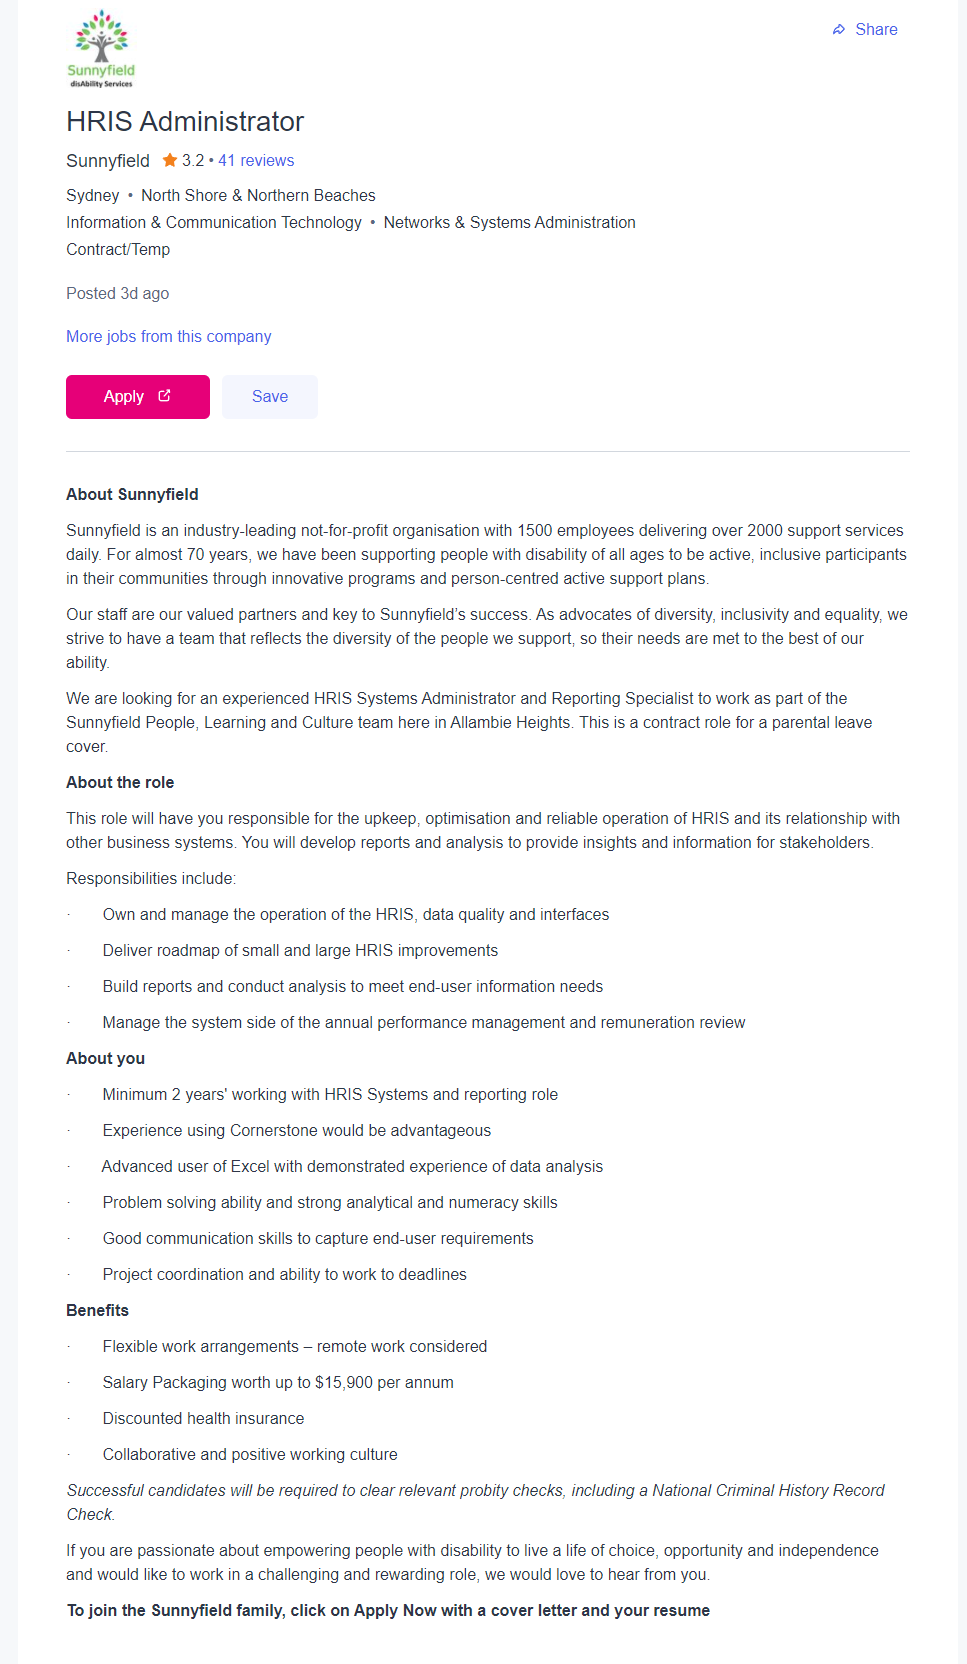 Sunnyfield
disAbility Services
Share
HRIS Administrator
Sunnyfield 3.2 • 41 reviews
Sydney • North Shore & Northern Beaches
Information & Communication Technology • Networks & Systems Administration
Contract/Temp
Posted 3d ago
More jobs from this company
Apply Save
About Sunnyfield
Sunnyfield is an industry-leading not-for-profit organisation with 1500 employees delivering over 2000 support services
daily. For almost 70 years, we have been supporting people with disability of all ages to be active, inclusive participants
in their communities through innovative programs and person-centred active support plans.
Our staff are our valued partners and key to Sunnyfield’s success. As advocates of diversity, inclusivity and equality, we
strive to have a team that reflects the diversity of the people we support, so their needs are met to the best of our
ability.
We are looking for an experienced HRIS Systems Administrator and Reporting Specialist to work as part of the
Sunnyfield People, Learning and Culture team here in Allambie Heights. This is a contract role for a parental leave
cover.
About the role
This role will have you responsible for the upkeep, optimisation and reliable operation of HRIS and its relationship with
other business systems. You will develop reports and analysis to provide insights and information for stakeholders.
Responsibilities include:
· Own and manage the operation of the HRIS, data quality and interfaces
· Deliver roadmap of small and large HRIS improvements
· Build reports and conduct analysis to meet end-user information needs
· Manage the system side of the annual performance management and remuneration review
About you
· Minimum 2 years' working with HRIS Systems and reporting role
· Experience using Cornerstone would be advantageous
· Advanced user of Excel with demonstrated experience of data analysis
· Problem solving ability and strong analytical and numeracy skills
· Good communication skills to capture end-user requirements
· Project coordination and ability to work to deadlines
Benefits
· Flexible work arrangements – remote work considered
· Salary Packaging worth up to $15,900 per annum
· Discounted health insurance
· Collaborative and positive working culture
Successful candidates will be required to clear relevant probity checks, including a National Criminal History Record
Check.
If you are passionate about empowering people with disability to live a life of choice, opportunity and independence
and would like to work in a challenging and rewarding role, we would love to hear from you.
To join the Sunnyfield family, click on Apply Now with a cover letter and your resume